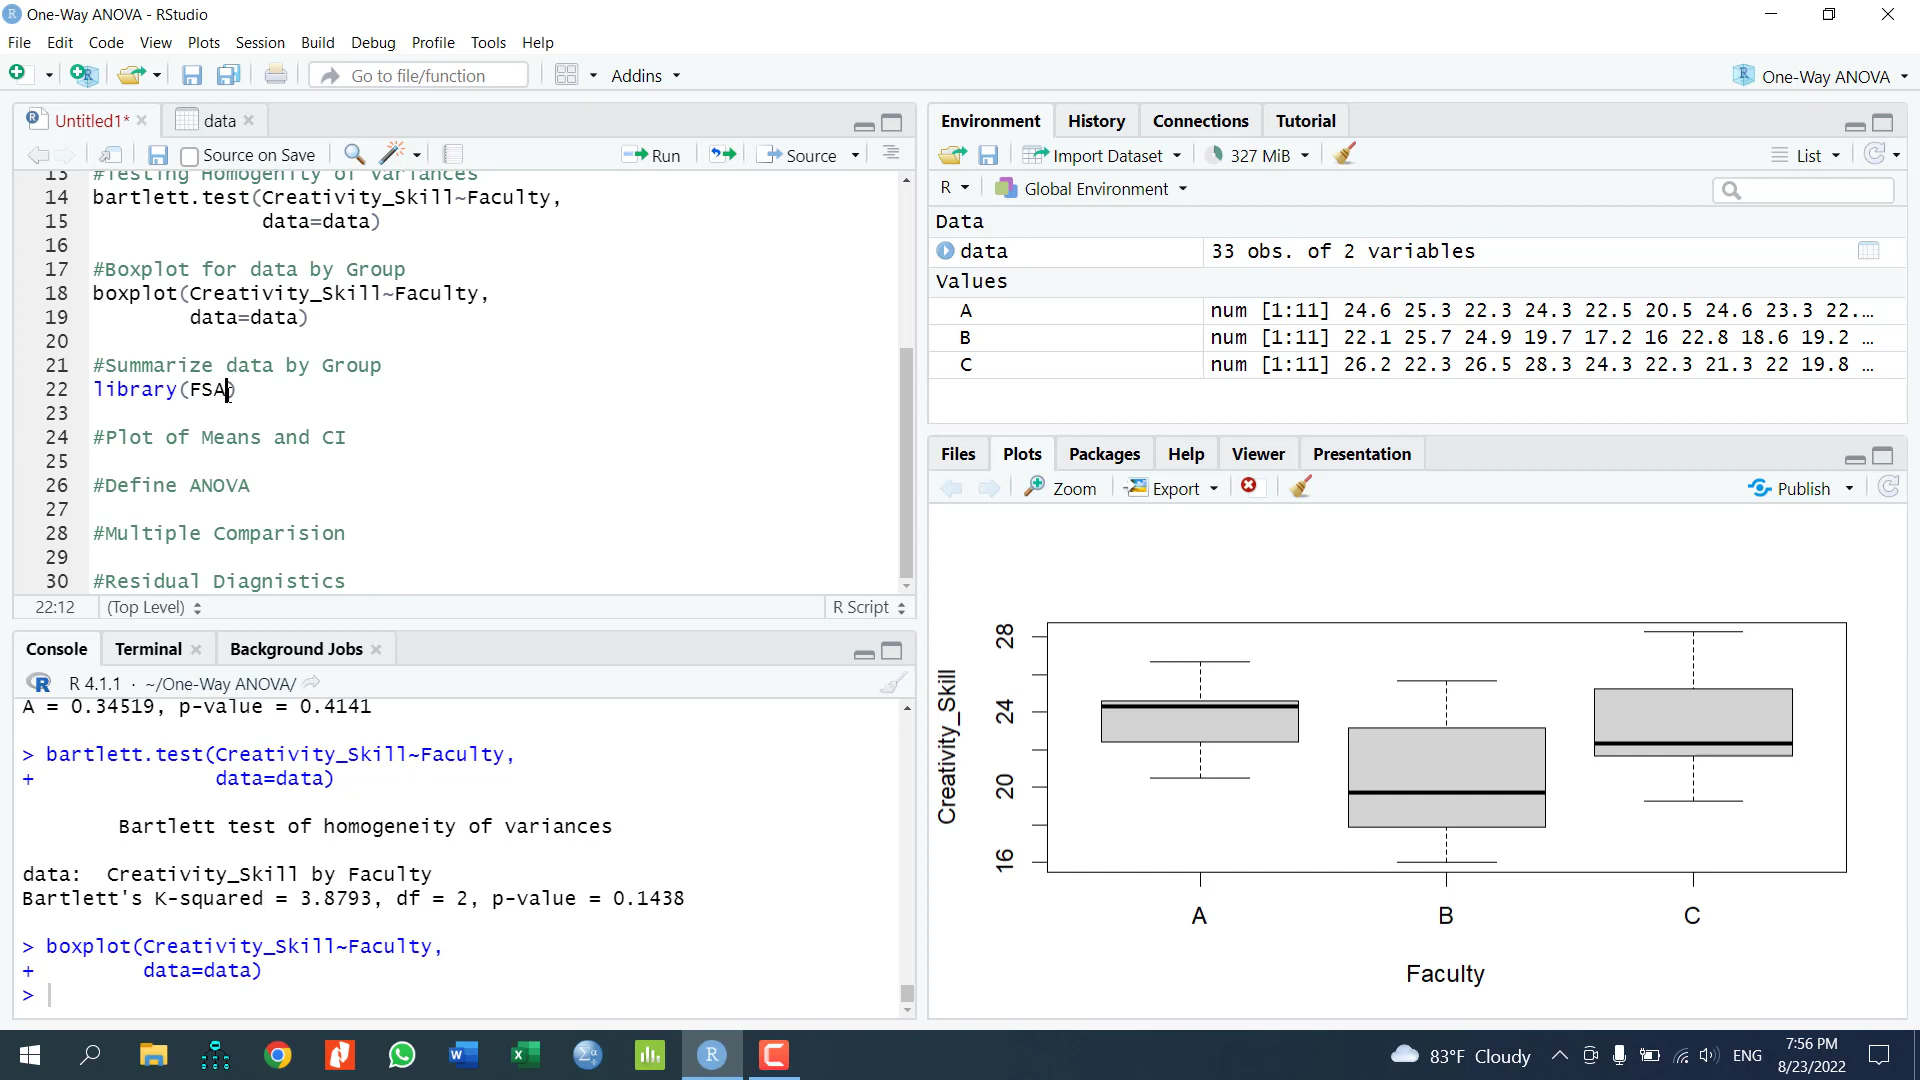 One-Way ANOVA - RStudio
File Edit Code View Plots Session Build Debug Profile Tools Help
Go to file/function Addins One-Way ANOVA
Untitled1* data
Source on Save Run Source
13 #Testing Homogenity of Variances
14 bartlett.test(Creativity_Skill~Faculty,
15 data=data)
16
17 #Boxplot for data by Group
18 boxplot(Creativity_Skill~Faculty,
19 data=data)
20
21 #Summarize data by Group
22 library(FSA)
23
24 #Plot of Means and CI
25
26 #Define ANOVA
27
28 #Multiple Comparision
29
30 #Residual Diagnistics
22:12 (Top Level) R Script
Console Terminal Background Jobs
R 4.1.1 · ~/One-Way ANOVA/
A = 0.34519, p-value = 0.4141
> bartlett.test(Creativity_Skill~Faculty,
+ data=data)
Bartlett test of homogeneity of variances
data: Creativity_Skill by Faculty
Bartlett's K-squared = 3.8793, df = 2, p-value = 0.1438
> boxplot(Creativity_Skill~Faculty,
+ data=data)
>
Environment History Connections Tutorial
Import Dataset 327 MiB List
R Global Environment
Data
data 33 obs. of 2 variables
Values
A num [1:11] 24.6 25.3 22.3 24.3 22.5 20.5 24.6 23.3 22.…
B num [1:11] 22.1 25.7 24.9 19.7 17.2 16 22.8 18.6 19.2 …
C num [1:11] 26.2 22.3 26.5 28.3 24.3 22.3 21.3 22 19.8 …
Files Plots Packages Help Viewer Presentation
Zoom Export Publish
Creativity_Skill
28
24
20
16
A B C
Faculty
83°F Cloudy ENG 7:56 PM
8/23/2022